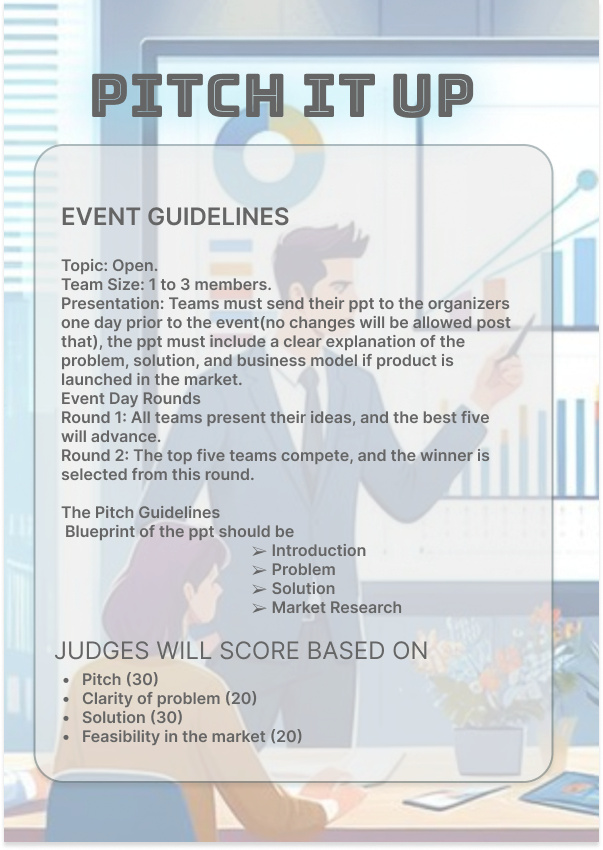 PITCH IT UP
EVENT GUIDELINES
Topic: Open.
Team Size: 1 to 3 members.
Presentation: Teams must send their ppt to the organizers
one day prior to the event(no changes will be allowed post
that), the ppt must include a clear explanation of the
problem, solution, and business model if product is
launched in the market.
Event Day Rounds
Round 1: All teams present their ideas, and the best five
will advance.
Round 2: The top five teams compete, and the winner is
selected from this round.
The Pitch Guidelines
Blueprint of the ppt should be
➢ Introduction
➢ Problem
➢ Solution
➢ Market Research
JUDGES WILL SCORE BASED ON
• Pitch (30)
• Clarity of problem (20)
• Solution (30)
• Feasibility in the market (20)